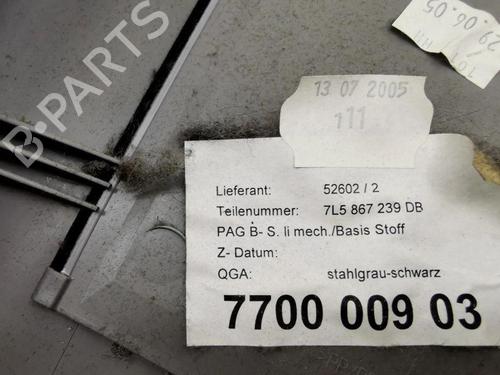 29.06.05
13 07 2005
111
Lieferant: 52602 / 2
Teilenummer: 7L5 867 239 DB
PAG B- S. li mech./Basis Stoff
Z- Datum:
QGA: stahlgrau-schwarz
7700 009 03
B-PARTS